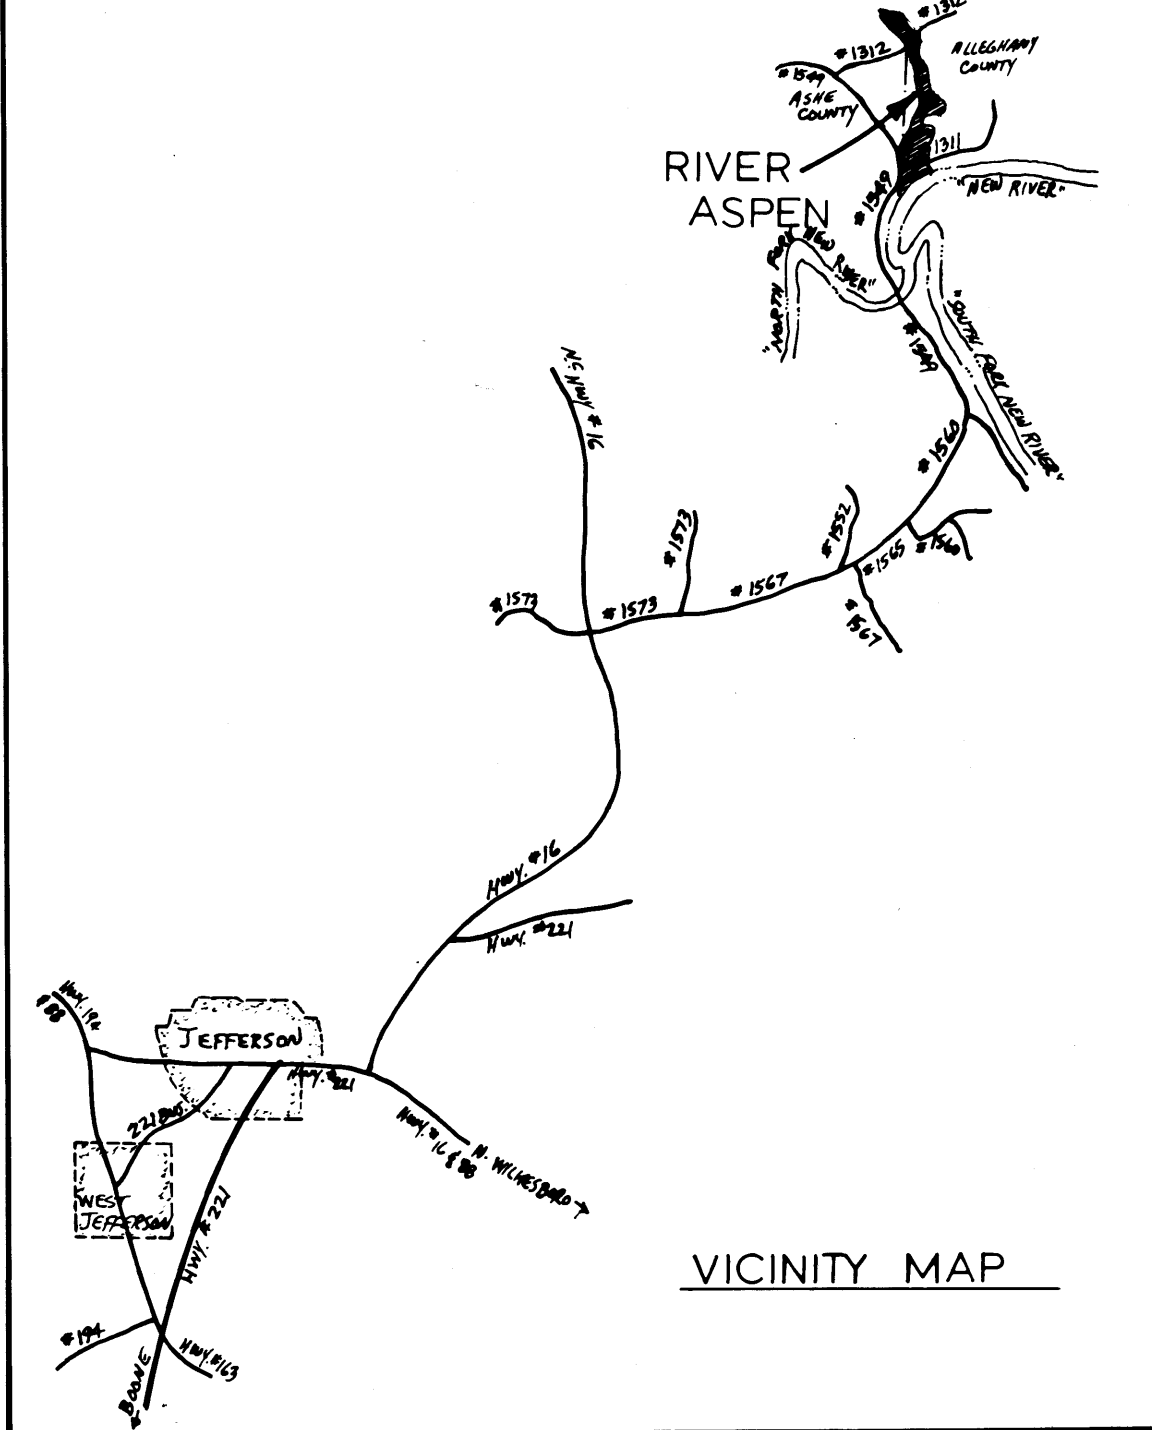 #1312
#1312
ALLEGHANY
COUNTY
#1549
ASHE
COUNTY
1311
RIVER
ASPEN
#1549
"NEW RIVER"
"NORTH FORK NEW RIVER"
#1549
"SOUTH FORK NEW RIVER"
N.C. HWY #16
#1560
#1573
#1552
#1565
#1560
#1567
#1573
#1573
#1567
HWY. #16
HWY. #221
HWY. 194
#88
JEFFERSON
HWY. #221
221 BUS.
HWY. #16
& 88
N. WILKESBORO →
WEST
JEFFERSON
HWY. #221
VICINITY MAP
#194
HWY. #163
← BOONE